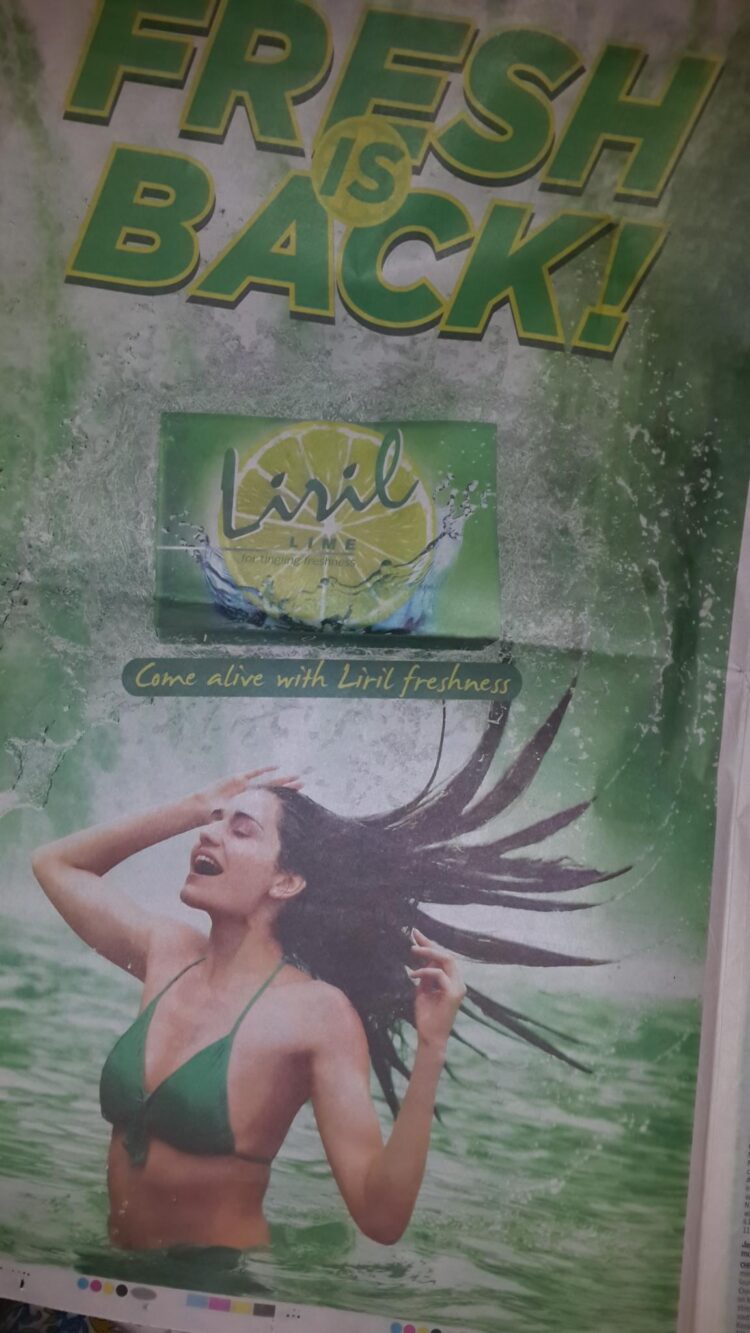 FRESH
IS
BACK!
Liril
LIME
for tingling freshness
Come alive with Liril freshness